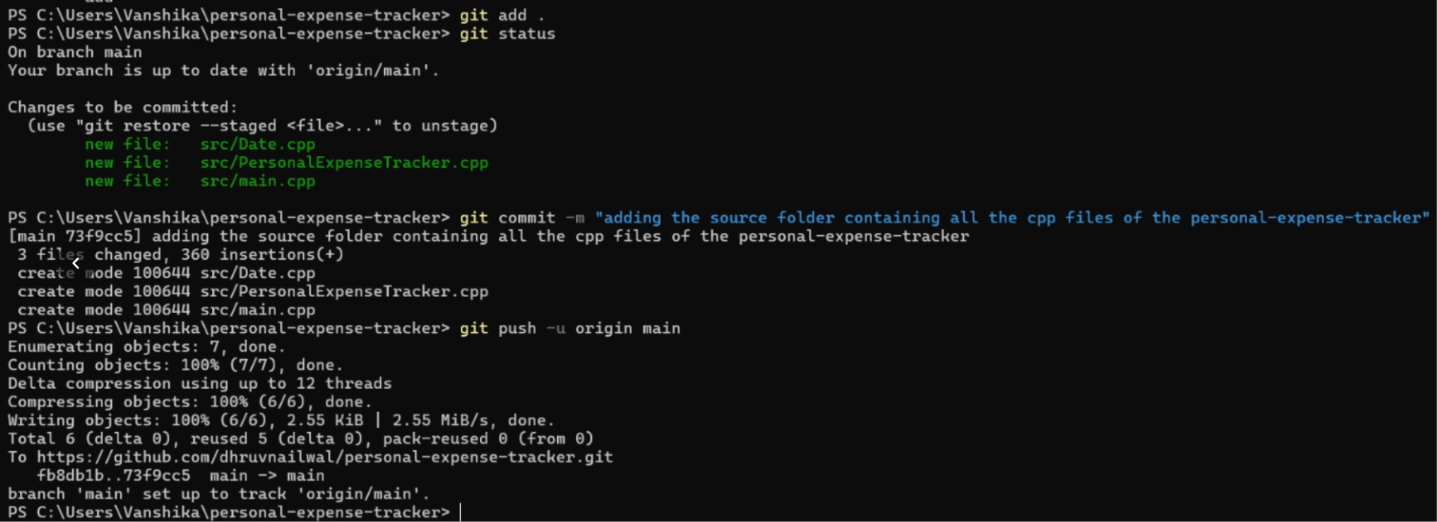 PS C:\Users\Vanshika\personal-expense-tracker> git add .
PS C:\Users\Vanshika\personal-expense-tracker> git status
On branch main
Your branch is up to date with 'origin/main'.
Changes to be committed:
  (use "git restore --staged <file>..." to unstage)
        new file:   src/Date.cpp
        new file:   src/PersonalExpenseTracker.cpp
        new file:   src/main.cpp
PS C:\Users\Vanshika\personal-expense-tracker> git commit -m "adding the source folder containing all the cpp files of the personal-expense-tracker"
[main 73f9cc5] adding the source folder containing all the cpp files of the personal-expense-tracker
 3 files changed, 360 insertions(+)
 create mode 100644 src/Date.cpp
 create mode 100644 src/PersonalExpenseTracker.cpp
 create mode 100644 src/main.cpp
PS C:\Users\Vanshika\personal-expense-tracker> git push -u origin main
Enumerating objects: 7, done.
Counting objects: 100% (7/7), done.
Delta compression using up to 12 threads
Compressing objects: 100% (6/6), done.
Writing objects: 100% (6/6), 2.55 KiB | 2.55 MiB/s, done.
Total 6 (delta 0), reused 5 (delta 0), pack-reused 0 (from 0)
To https://github.com/dhruvnailwal/personal-expense-tracker.git
   fb8db1b..73f9cc5  main -> main
branch 'main' set up to track 'origin/main'.
PS C:\Users\Vanshika\personal-expense-tracker>